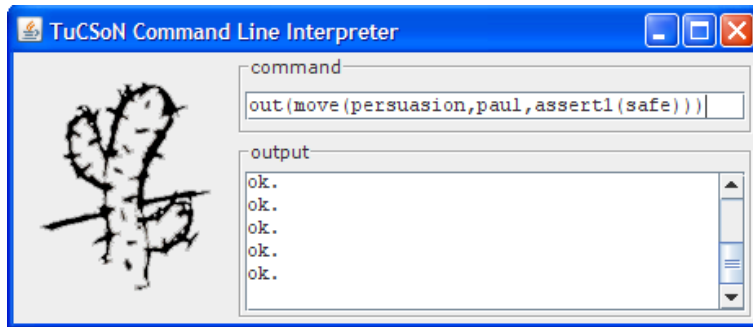 TuCSoN Command Line Interpreter
command
out(move(persuasion,paul,assert1(safe)))
output
ok.
ok.
ok.
ok.
ok.